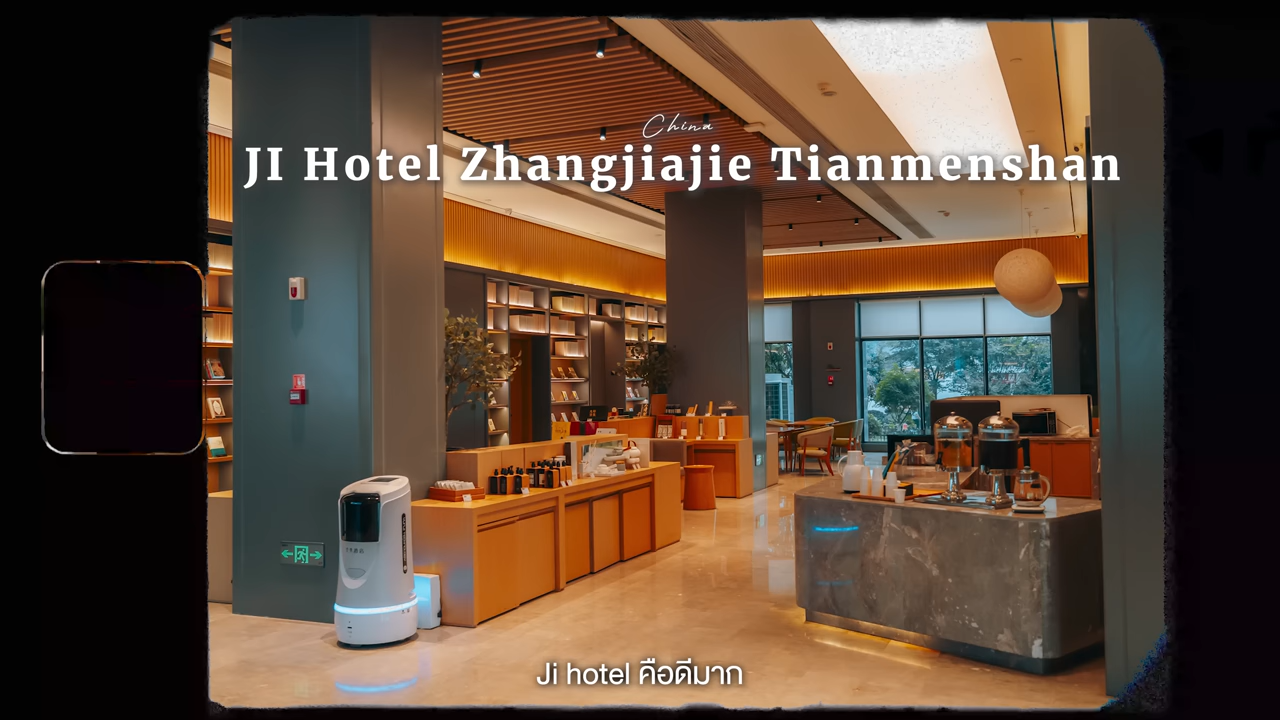 China
JI Hotel Zhangjiajie Tianmenshan
Ji hotel คือดีมาก